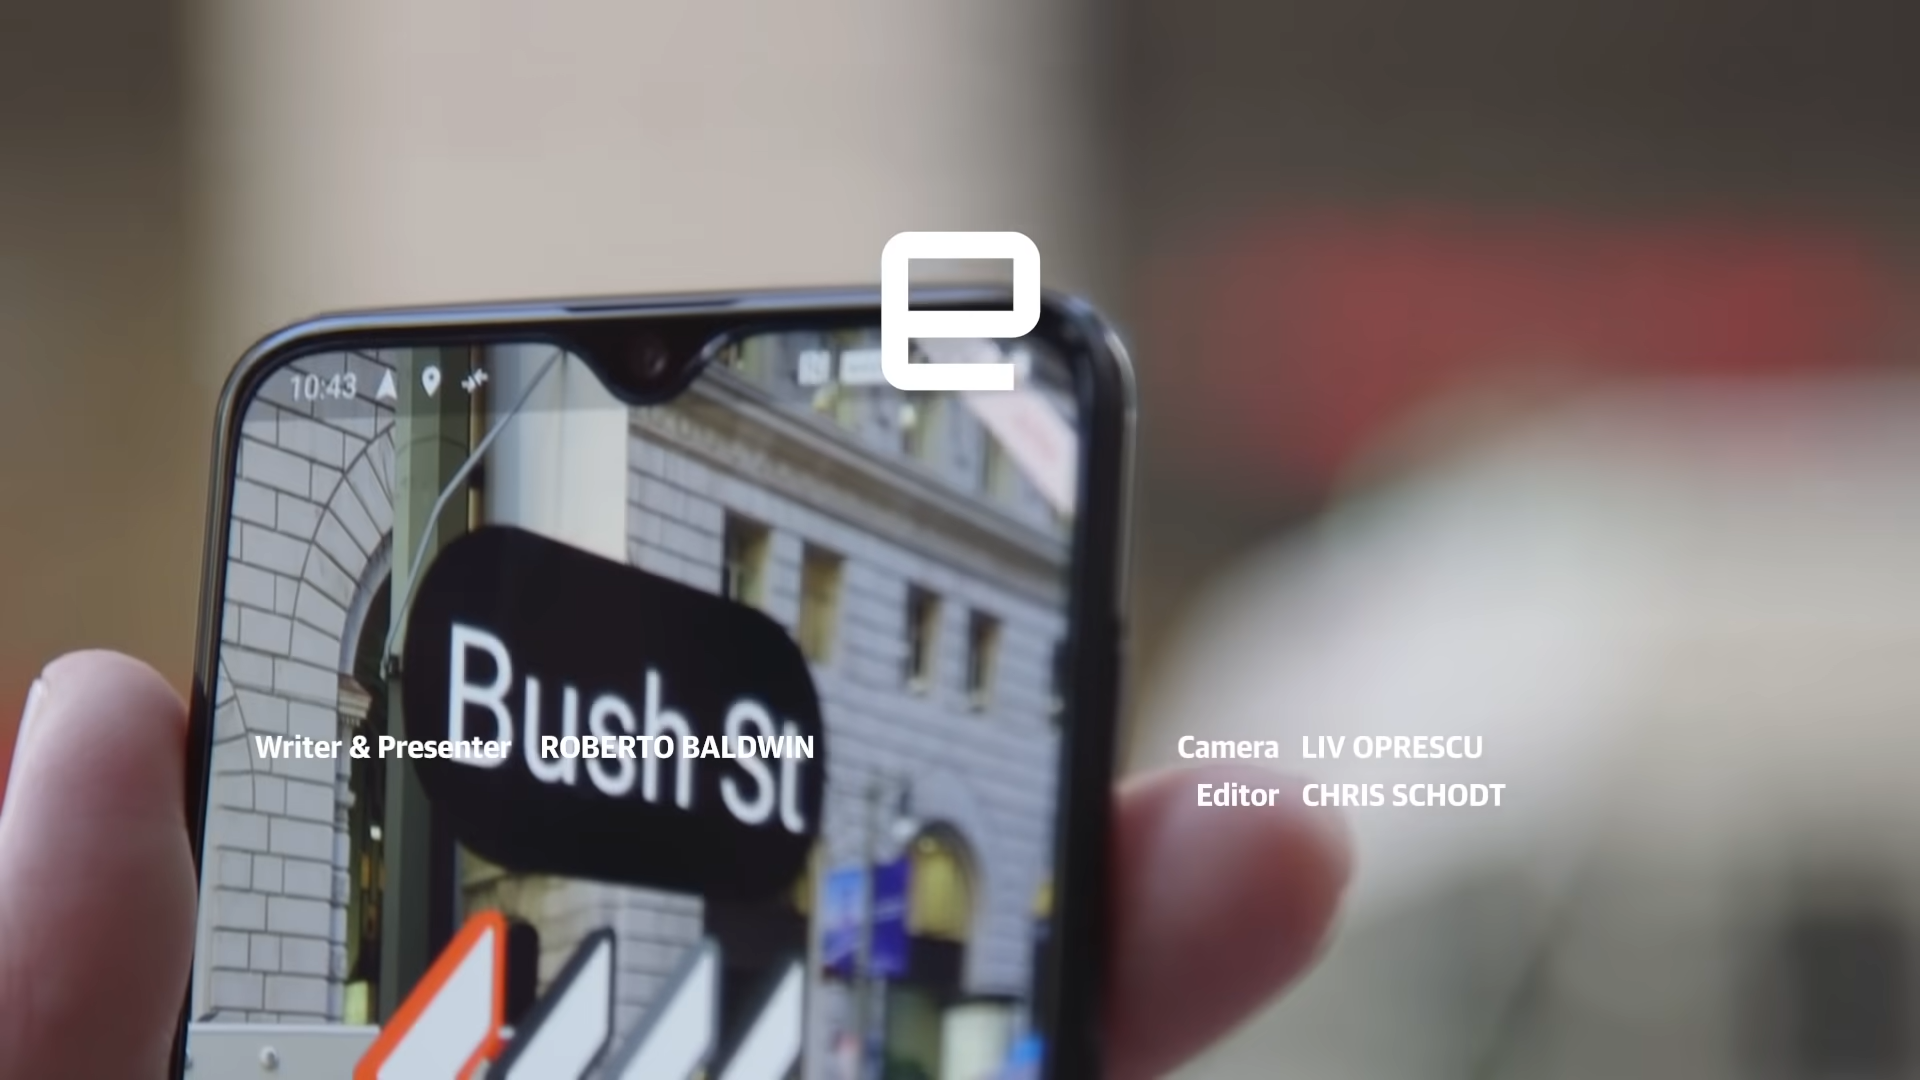 e
10:43
Bush St
Writer & Presenter ROBERTO BALDWIN
Camera LIV OPRESCU
Editor CHRIS SCHODT